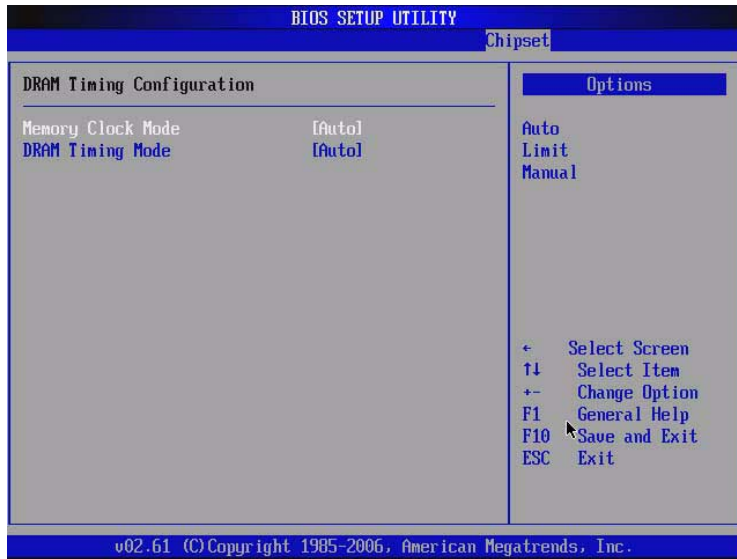 BIOS SETUP UTILITY
Chipset
DRAM Timing Configuration
Memory Clock Mode [Auto]
DRAM Timing Mode [Auto]
Options
Auto
Limit
Manual
← Select Screen
↑↓ Select Item
+- Change Option
F1 General Help
F10 Save and Exit
ESC Exit
v02.61 (C)Copyright 1985-2006, American Megatrends, Inc.